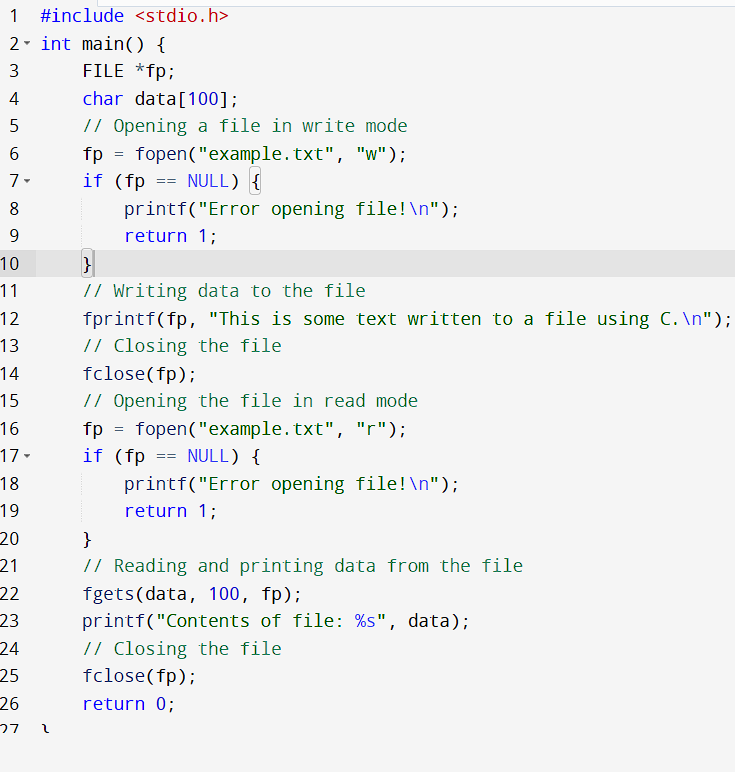 1 #include <stdio.h>
2 int main() {
3     FILE *fp;
4     char data[100];
5     // Opening a file in write mode
6     fp = fopen("example.txt", "w");
7     if (fp == NULL) {
8         printf("Error opening file!\n");
9         return 1;
10     }
11     // Writing data to the file
12     fprintf(fp, "This is some text written to a file using C.\n");
13     // Closing the file
14     fclose(fp);
15     // Opening the file in read mode
16     fp = fopen("example.txt", "r");
17     if (fp == NULL) {
18         printf("Error opening file!\n");
19         return 1;
20     }
21     // Reading and printing data from the file
22     fgets(data, 100, fp);
23     printf("Contents of file: %s", data);
24     // Closing the file
25     fclose(fp);
26     return 0;
27 }